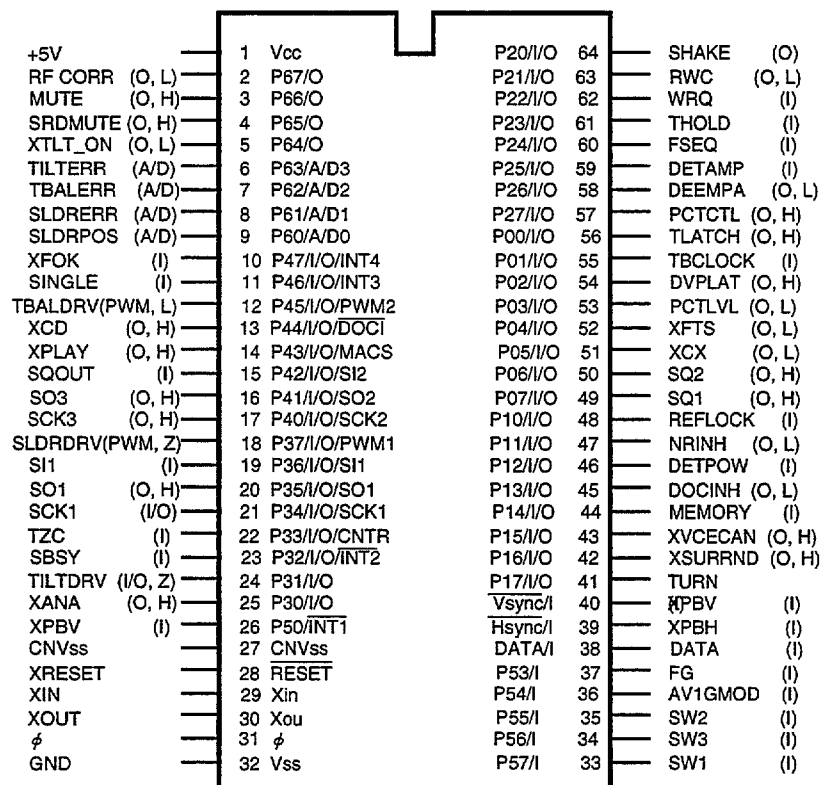 +5V 1 Vcc P20/I/O 64 SHAKE (O)
RF CORR (O, L) 2 P67/O P21/I/O 63 RWC (O, L)
MUTE (O, H) 3 P66/O P22/I/O 62 WRQ (I)
SRDMUTE (O, H) 4 P65/O P23/I/O 61 THOLD (I)
XTLT_ON (O, L) 5 P64/O P24/I/O 60 FSEQ (I)
TILTERR (A/D) 6 P63/A/D3 P25/I/O 59 DETAMP (I)
TBALERR (A/D) 7 P62/A/D2 P26/I/O 58 DEEMPA (O, L)
SLDRERR (A/D) 8 P61/A/D1 P27/I/O 57 PCTCTL (O, H)
SLDRPOS (A/D) 9 P60/A/D0 P00/I/O 56 TLATCH (O, H)
XFOK (I) 10 P47/I/O/INT4 P01/I/O 55 TBCLOCK (I)
SINGLE (I) 11 P46/I/O/INT3 P02/I/O 54 DVPLAT (O, H)
TBALDRV(PWM, L) 12 P45/I/O/PWM2 P03/I/O 53 PCTLVL (O, L)
XCD (O, H) 13 P44/I/O/DOCI P04/I/O 52 XFTS (O, L)
XPLAY (O, H) 14 P43/I/O/MACS P05/I/O 51 XCX (O, L)
SQOUT (I) 15 P42/I/O/SI2 P06/I/O 50 SQ2 (O, H)
SO3 (O, H) 16 P41/I/O/SO2 P07/I/O 49 SQ1 (O, H)
SCK3 (O, H) 17 P40/I/O/SCK2 P10/I/O 48 REFLOCK (I)
SLDRDRV(PWM, Z) 18 P37/I/O/PWM1 P11/I/O 47 NRINH (O, L)
SI1 (I) 19 P36/I/O/SI1 P12/I/O 46 DETPOW (I)
SO1 (O, H) 20 P35/I/O/SO1 P13/I/O 45 DOCINH (O, L)
SCK1 (I/O) 21 P34/I/O/SCK1 P14/I/O 44 MEMORY (I)
TZC (I) 22 P33/I/O/CNTR P15/I/O 43 XVCECAN (O, H)
SBSY (I) 23 P32/I/O/INT2 P16/I/O 42 XSURRND (O, H)
TILTDRV (I/O, Z) 24 P31/I/O P17/I/O 41 TURN
XANA (O, H) 25 P30/I/O Vsync/I 40 XPBV (I)
XPBV (I) 26 P50/INT1 Hsync/I 39 XPBH (I)
CNVss 27 CNVss DATA/I 38 DATA (I)
XRESET 28 RESET P53/I 37 FG (I)
XIN 29 Xin P54/I 36 AV1GMOD (I)
XOUT 30 Xou P55/I 35 SW2 (I)
ϕ 31 ϕ P56/I 34 SW3 (I)
GND 32 Vss P57/I 33 SW1 (I)